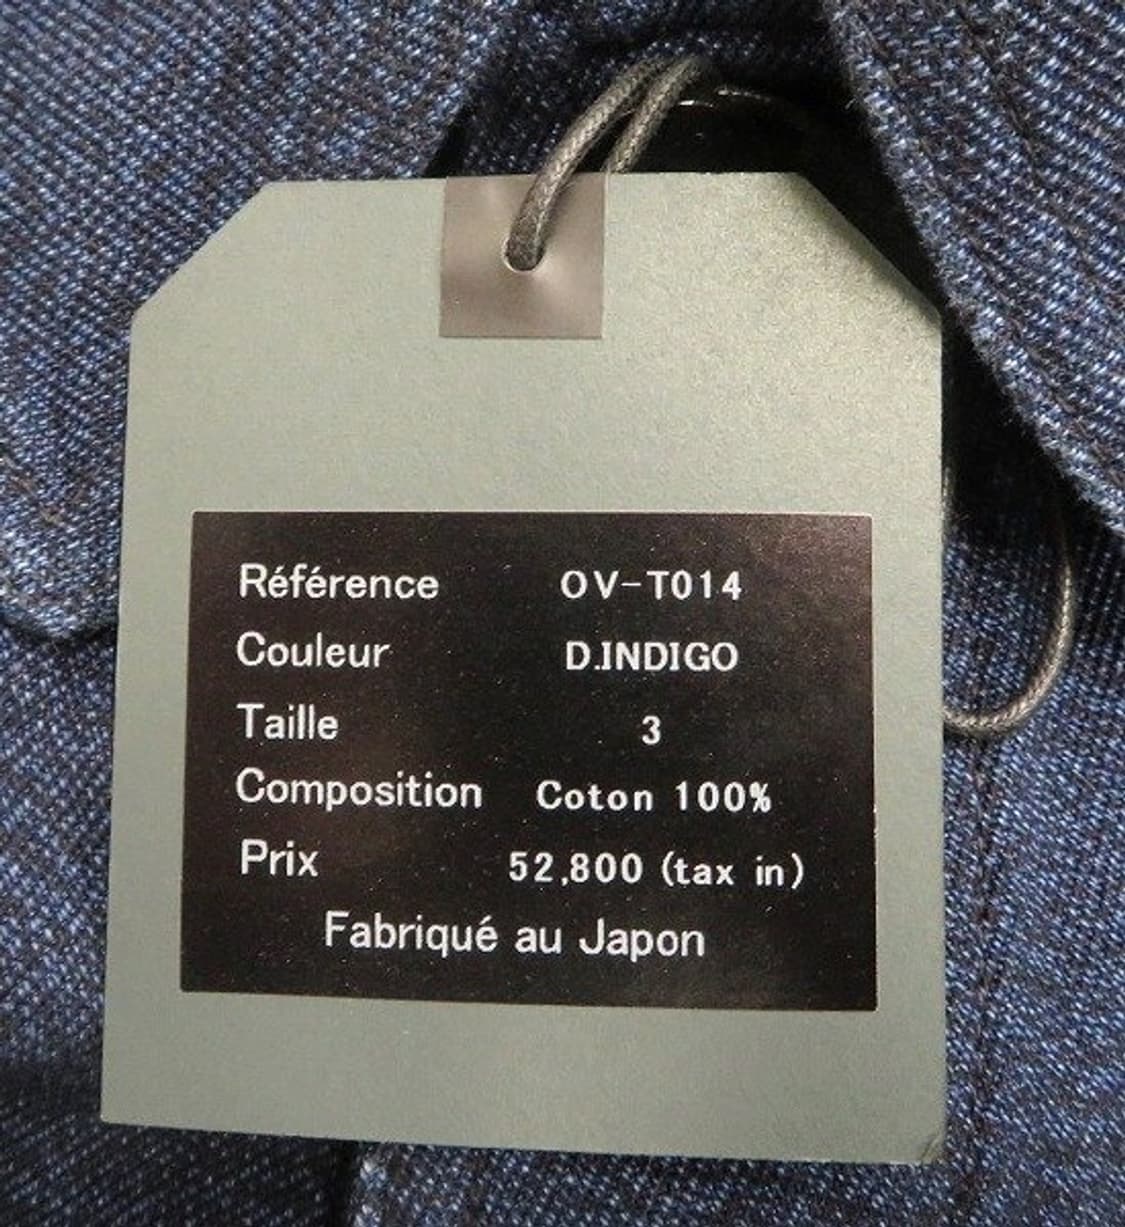 Référence OV-T014
Couleur D.INDIGO
Taille 3
Composition Coton 100%
Prix 52,800 (tax in)
Fabriqué au Japon